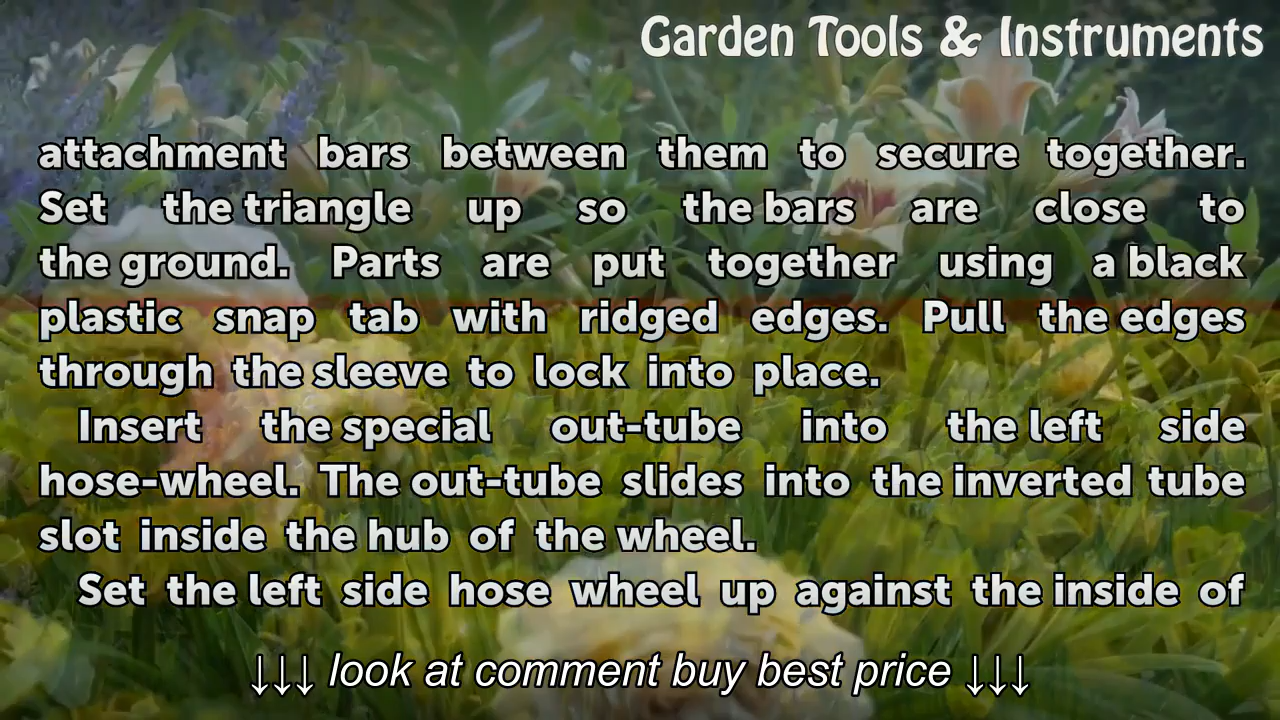 Garden Tools & Instruments
attachment bars between them to secure together.
Set the triangle up so the bars are close to
the ground. Parts are put together using a black
plastic snap tab with ridged edges. Pull the edges
through the sleeve to lock into place.
Insert the special out-tube into the left side
hose-wheel. The out-tube slides into the inverted tube
slot inside the hub of the wheel.
Set the left side hose wheel up against the inside of
↓↓↓ look at comment buy best price ↓↓↓